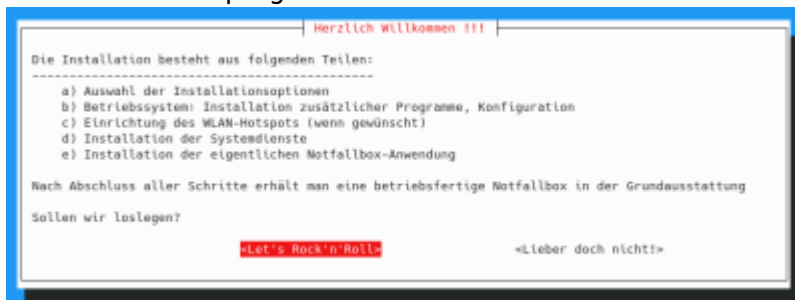 Herzlich Willkommen !!!
Die Installation besteht aus folgenden Teilen:
-----------------------------------------------
a) Auswahl der Installationsoptionen
b) Betriebssystem: Installation zusätzlicher Programme, Konfiguration
c) Einrichtung des WLAN-Hotspots (wenn gewünscht)
d) Installation der Systemdienste
e) Installation der eigentlichen Notfallbox-Anwendung
Nach Abschluss aller Schritte erhält man eine betriebsfertige Notfallbox in der Grundausstattung
Sollen wir loslegen?
<Let's Rock'n'Roll> <Lieber doch nicht!>